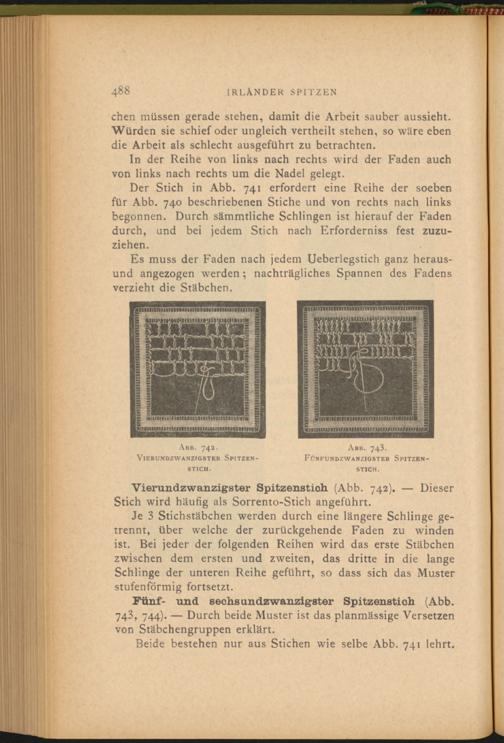 488 IRLÄNDER SPITZEN
chen müssen gerade stehen, damit die Arbeit sauber aussieht.
Würden sie schief oder ungleich vertheilt stehen, so wäre eben
die Arbeit als schlecht ausgeführt zu betrachten.
In der Reihe von links nach rechts wird der Faden auch
von links nach rechts um die Nadel gelegt.
Der Stich in Abb. 741 erfordert eine Reihe der soeben
für Abb. 740 beschriebenen Stiche und von rechts nach links
begonnen. Durch sämmtliche Schlingen ist hierauf der Faden
durch, und bei jedem Stich nach Erforderniss fest zuzu-
ziehen.
Es muss der Faden nach jedem Ueberlegstich ganz heraus-
und angezogen werden; nachträgliches Spannen des Fadens
verzieht die Stäbchen.
Abb. 742.
Vierundzwanzigster Spitzen-
stich.
Abb. 743.
Fünfundzwanzigster Spitzen-
stich.
Vierundzwanzigster Spitzenstich (Abb. 742). — Dieser
Stich wird häufig als Sorrento-Stich angeführt.
Je 3 Stichstäbchen werden durch eine längere Schlinge ge-
trennt, über welche der zurückgehende Faden zu winden
ist. Bei jeder der folgenden Reihen wird das erste Stäbchen
zwischen dem ersten und zweiten, das dritte in die lange
Schlinge der unteren Reihe geführt, so dass sich das Muster
stufenförmig fortsetzt.
Fünf- und sechsundzwanzigster Spitzenstich (Abb.
743, 744). — Durch beide Muster ist das planmässige Versetzen
von Stäbchengruppen erklärt.
Beide bestehen nur aus Stichen wie selbe Abb. 741 lehrt.